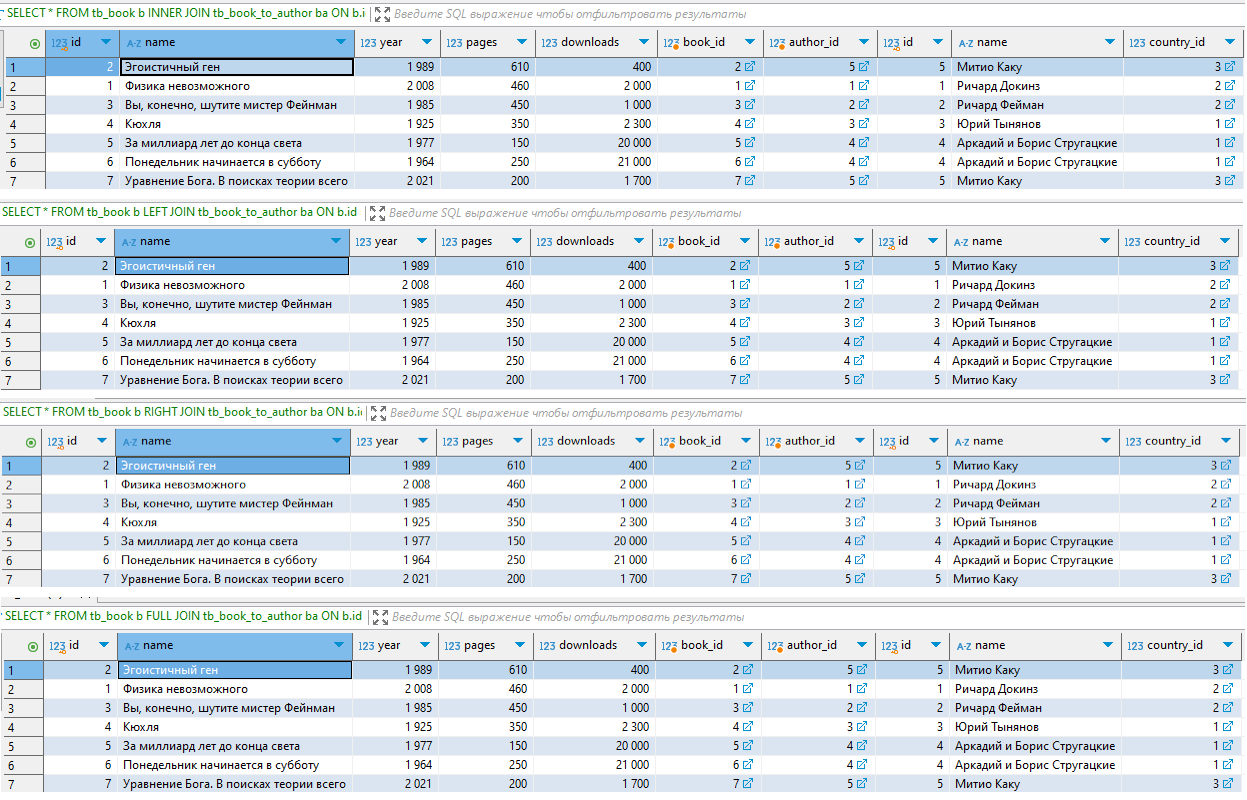 SELECT * FROM tb_book b INNER JOIN tb_book_to_author ba ON b.i Введите SQL выражение чтобы отфильтровать результаты
123 id A-Z name 123 year 123 pages 123 downloads 123 book_id 123 author_id 123 id A-Z name 123 country_id
1 2 Эгоистичный ген 1 989 610 400 2 5 5 Митио Каку 3
2 1 Физика невозможного 2 008 460 2 000 1 1 1 Ричард Докинз 2
3 3 Вы, конечно, шутите мистер Фейнман 1 985 450 1 000 3 2 2 Ричард Фейман 2
4 4 Кюхля 1 925 350 2 300 4 3 3 Юрий Тынянов 1
5 5 За миллиард лет до конца света 1 977 150 20 000 5 4 4 Аркадий и Борис Стругацкие 1
6 6 Понедельник начинается в субботу 1 964 250 21 000 6 4 4 Аркадий и Борис Стругацкие 1
7 7 Уравнение Бога. В поисках теории всего 2 021 200 1 700 7 5 5 Митио Каку 3
SELECT * FROM tb_book b LEFT JOIN tb_book_to_author ba ON b.id Введите SQL выражение чтобы отфильтровать результаты
123 id A-Z name 123 year 123 pages 123 downloads 123 book_id 123 author_id 123 id A-Z name 123 country_id
1 2 Эгоистичный ген 1 989 610 400 2 5 5 Митио Каку 3
2 1 Физика невозможного 2 008 460 2 000 1 1 1 Ричард Докинз 2
3 3 Вы, конечно, шутите мистер Фейнман 1 985 450 1 000 3 2 2 Ричард Фейман 2
4 4 Кюхля 1 925 350 2 300 4 3 3 Юрий Тынянов 1
5 5 За миллиард лет до конца света 1 977 150 20 000 5 4 4 Аркадий и Борис Стругацкие 1
6 6 Понедельник начинается в субботу 1 964 250 21 000 6 4 4 Аркадий и Борис Стругацкие 1
7 7 Уравнение Бога. В поисках теории всего 2 021 200 1 700 7 5 5 Митио Каку 3
SELECT * FROM tb_book b RIGHT JOIN tb_book_to_author ba ON b.i Введите SQL выражение чтобы отфильтровать результаты
123 id A-Z name 123 year 123 pages 123 downloads 123 book_id 123 author_id 123 id A-Z name 123 country_id
1 2 Эгоистичный ген 1 989 610 400 2 5 5 Митио Каку 3
2 1 Физика невозможного 2 008 460 2 000 1 1 1 Ричард Докинз 2
3 3 Вы, конечно, шутите мистер Фейнман 1 985 450 1 000 3 2 2 Ричард Фейман 2
4 4 Кюхля 1 925 350 2 300 4 3 3 Юрий Тынянов 1
5 5 За миллиард лет до конца света 1 977 150 20 000 5 4 4 Аркадий и Борис Стругацкие 1
6 6 Понедельник начинается в субботу 1 964 250 21 000 6 4 4 Аркадий и Борис Стругацкие 1
7 7 Уравнение Бога. В поисках теории всего 2 021 200 1 700 7 5 5 Митио Каку 3
SELECT * FROM tb_book b FULL JOIN tb_book_to_author ba ON b.id Введите SQL выражение чтобы отфильтровать результаты
123 id A-Z name 123 year 123 pages 123 downloads 123 book_id 123 author_id 123 id A-Z name 123 country_id
1 2 Эгоистичный ген 1 989 610 400 2 5 5 Митио Каку 3
2 1 Физика невозможного 2 008 460 2 000 1 1 1 Ричард Докинз 2
3 3 Вы, конечно, шутите мистер Фейнман 1 985 450 1 000 3 2 2 Ричард Фейман 2
4 4 Кюхля 1 925 350 2 300 4 3 3 Юрий Тынянов 1
5 5 За миллиард лет до конца света 1 977 150 20 000 5 4 4 Аркадий и Борис Стругацкие 1
6 6 Понедельник начинается в субботу 1 964 250 21 000 6 4 4 Аркадий и Борис Стругацкие 1
7 7 Уравнение Бога. В поисках теории всего 2 021 200 1 700 7 5 5 Митио Каку 3